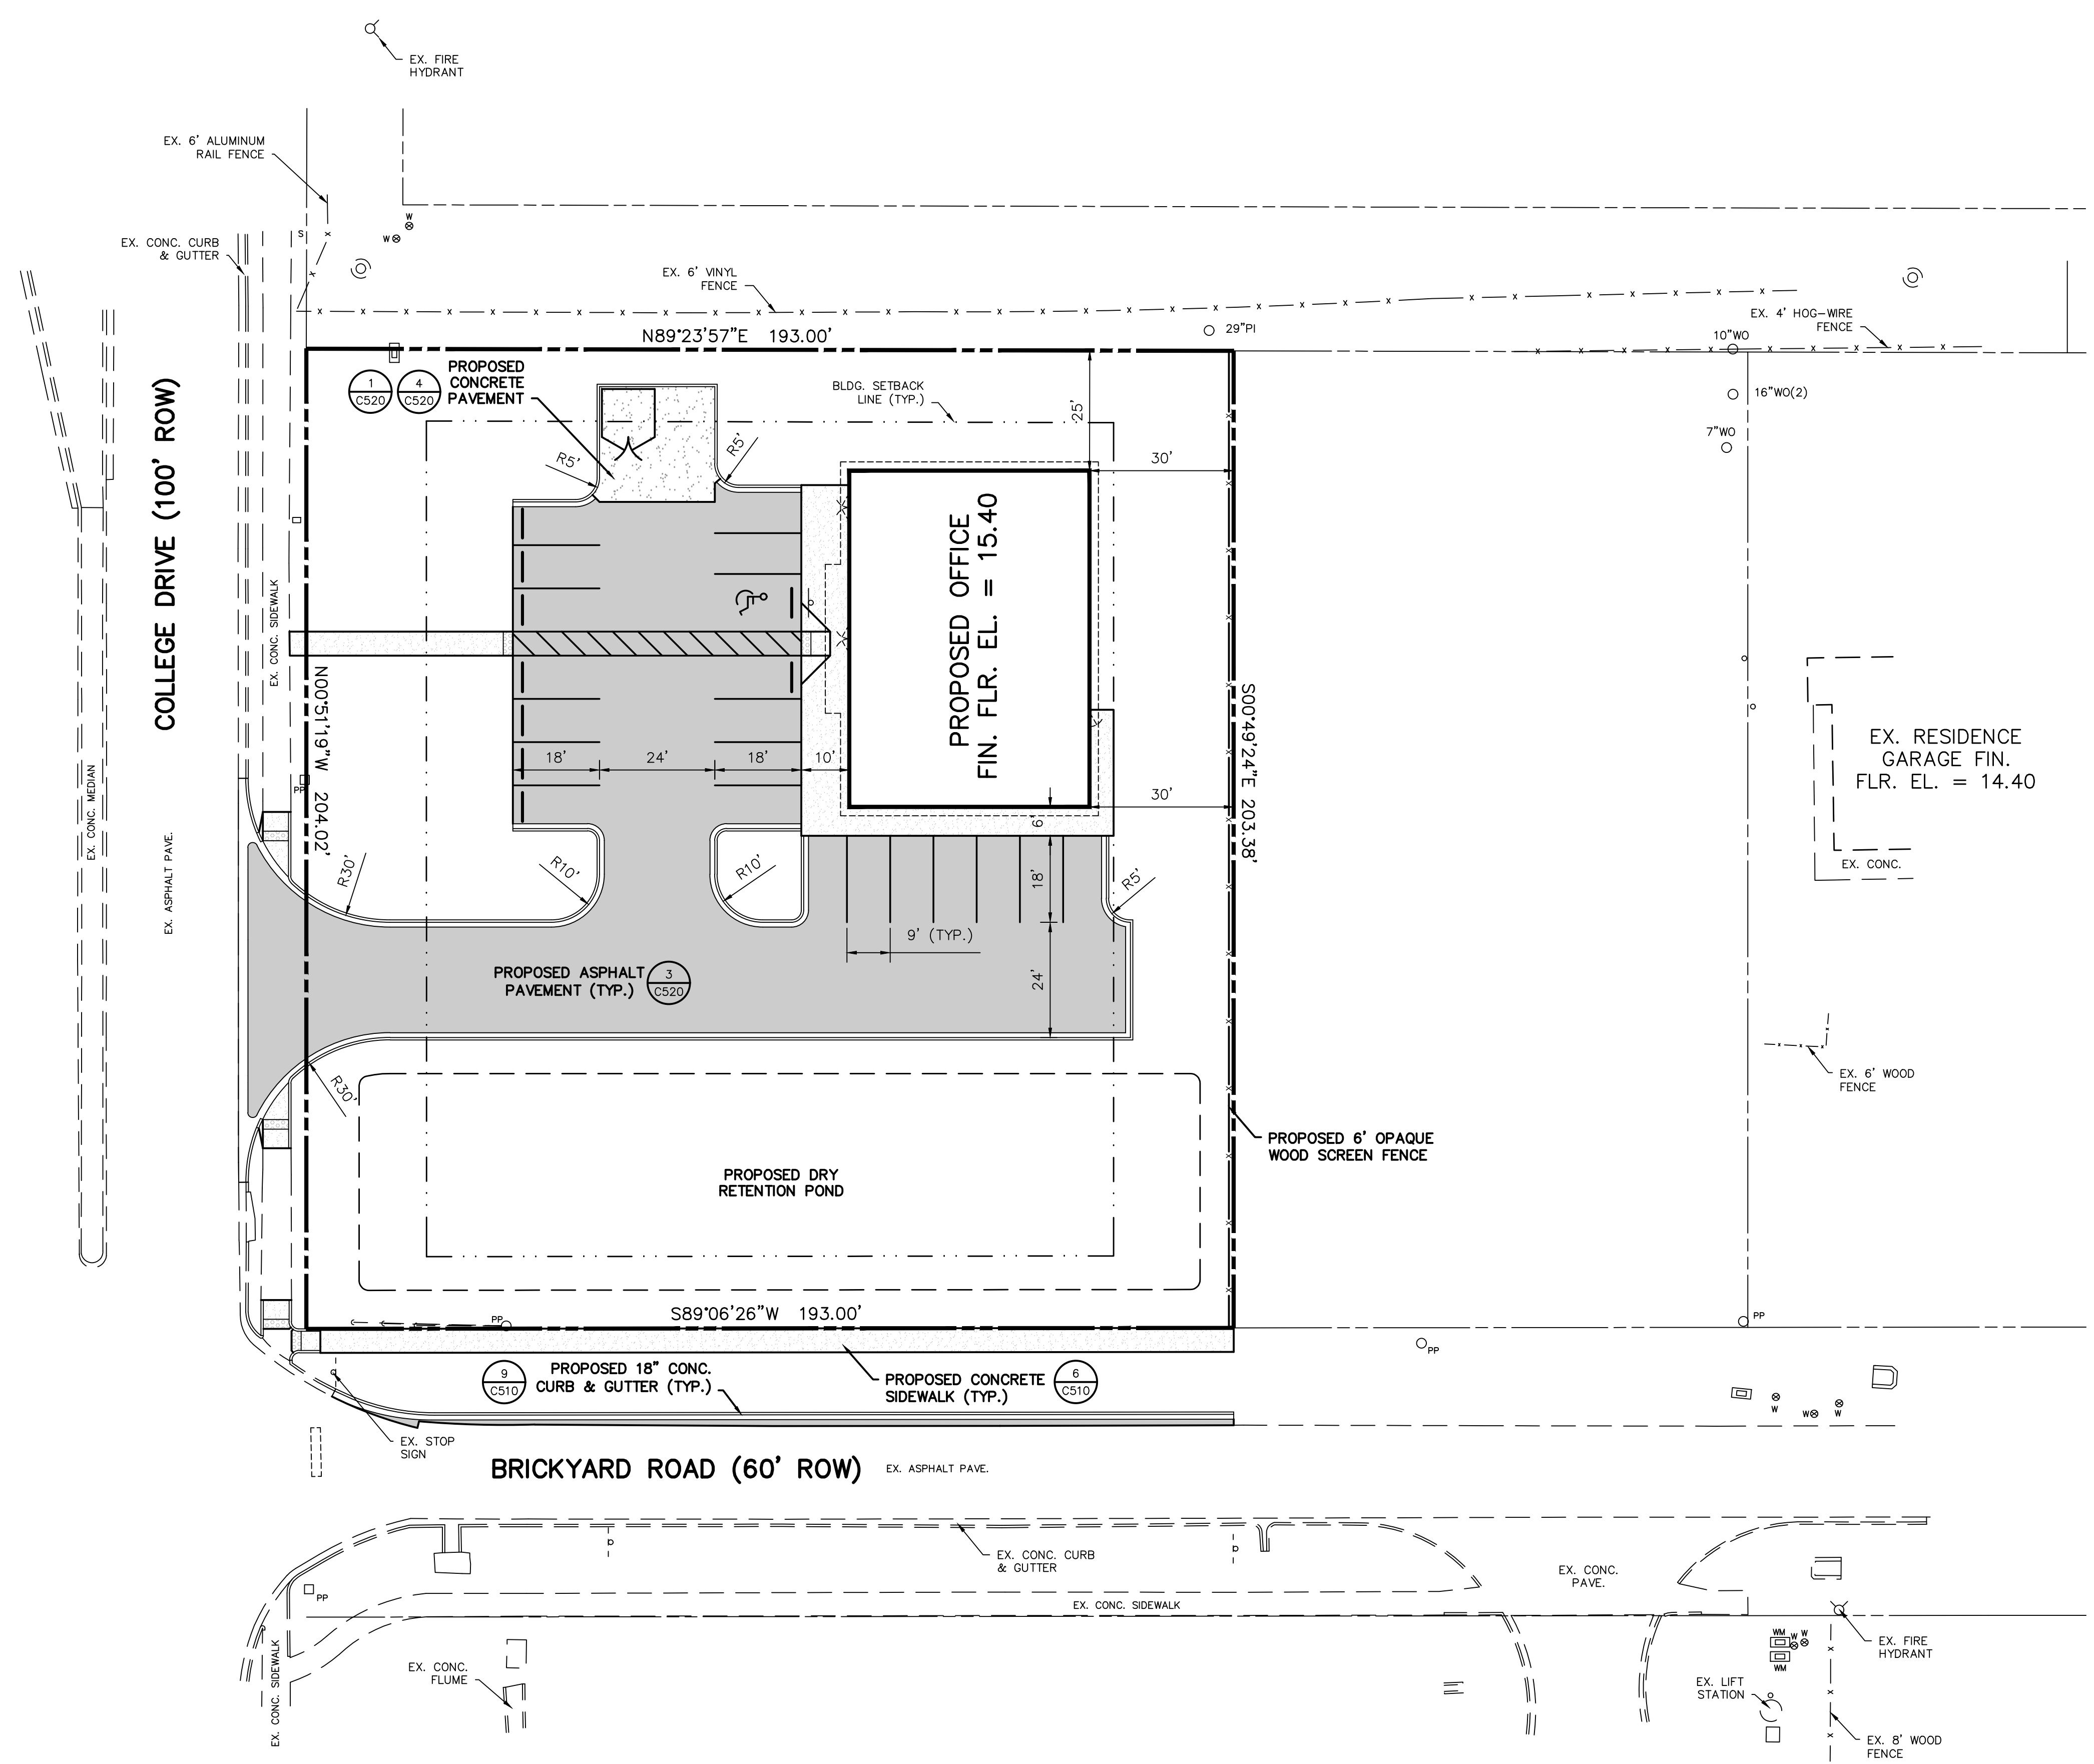 EX. FIRE
HYDRANT
EX. 6' ALUMINUM
RAIL FENCE
W
W
S
EX. CONC. CURB
& GUTTER
EX. 6' VINYL
FENCE
EX. 4' HOG-WIRE
FENCE
N89°23'57"E 193.00'
29"PI
10"WO
16"WO(2)
7"WO
1
C520
4
C520
PROPOSED
CONCRETE
PAVEMENT
BLDG. SETBACK
LINE (TYP.)
25'
R5'
R5'
30'
COLLEGE DRIVE (100' ROW)
EX. CONC. SIDEWALK
PROPOSED OFFICE
FIN. FLR. EL. = 15.40
N00°51'19"W 204.02'
S00°49'24"E 203.38'
EX. RESIDENCE
GARAGE FIN.
FLR. EL. = 14.40
EX. CONC.
18'
24'
18'
10'
30'
6'
PP
EX. CONC. MEDIAN
EX. ASPHALT PAVE.
R30'
R10'
R10'
18'
R5'
9' (TYP.)
24'
PROPOSED ASPHALT
PAVEMENT (TYP.)
3
C520
R30'
EX. 6' WOOD
FENCE
PROPOSED 6' OPAQUE
WOOD SCREEN FENCE
PROPOSED DRY
RETENTION POND
S89°06'26"W 193.00'
PP
PP
PP
9
C510
PROPOSED 18" CONC.
CURB & GUTTER (TYP.)
PROPOSED CONCRETE
SIDEWALK (TYP.)
6
C510
W
W
W
EX. STOP
SIGN
BRICKYARD ROAD (60' ROW)
EX. ASPHALT PAVE.
EX. CONC. CURB
& GUTTER
EX. CONC.
PAVE.
PP
EX. CONC. SIDEWALK
EX. CONC. SIDEWALK
EX. CONC.
FLUME
WM
W
W
WM
EX. FIRE
HYDRANT
EX. LIFT
STATION
EX. 8' WOOD
FENCE